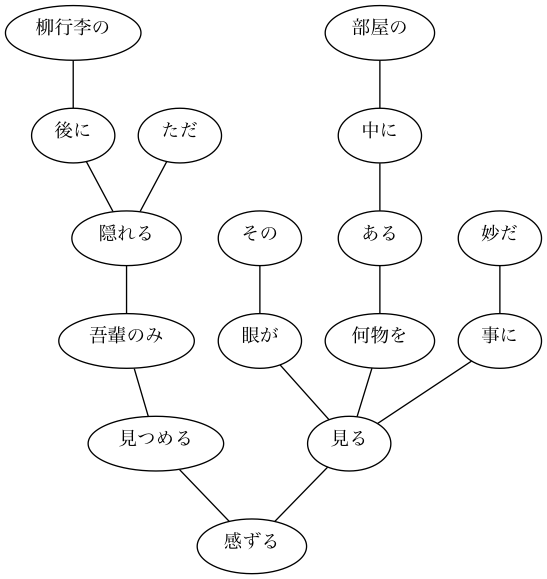 柳行李の
部屋の
後に
ただ
中に
隠れる
その
ある
妙だ
吾輩のみ
眼が
何物を
事に
見つめる
見る
感ずる